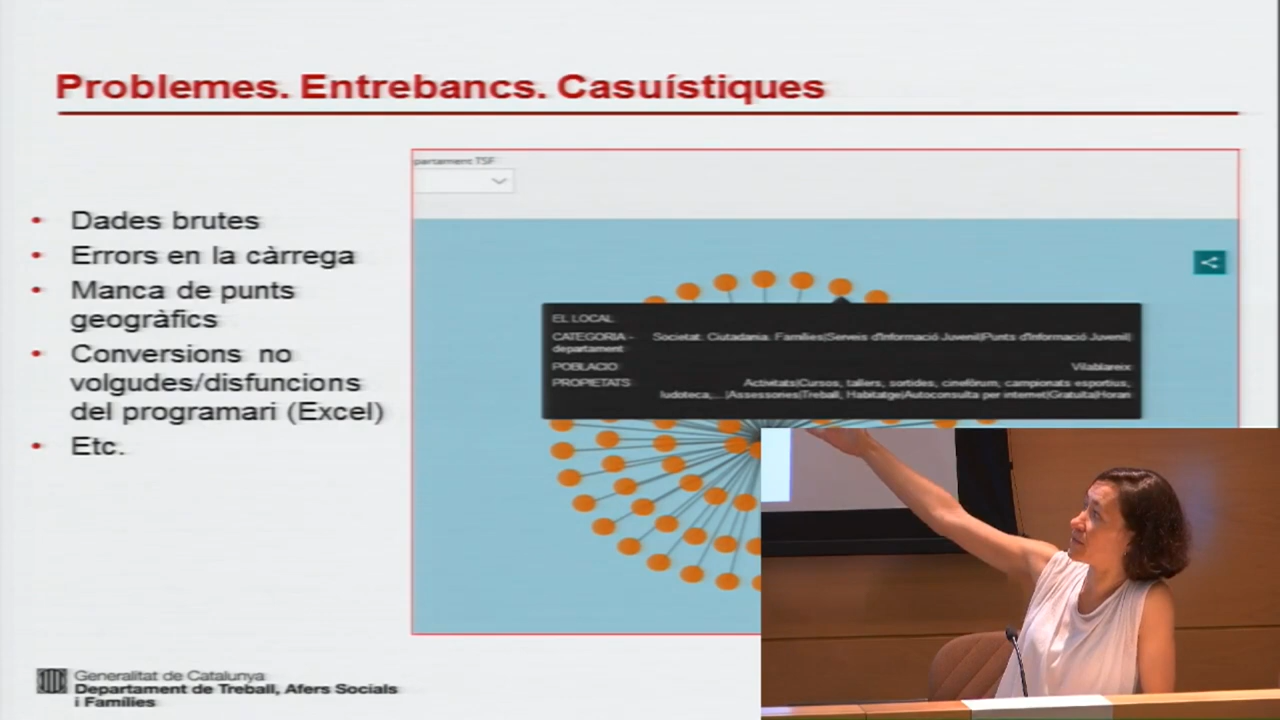 Problemes. Entrebancs. Casuístiques
partament TSF
• Dades brutes
• Errors en la càrrega
• Manca de punts
geogràfics
• Conversions no
volgudes/disfuncions
del programari (Excel)
• Etc.
EL LOCAL
CATEGORIA - Societat. Ciutadania. Famílies|Serveis d'Informació Juvenil|Punts d'Informació Juvenil|
departament
POBLACIO Vilablareix
PROPIETATS Activitats|Cursos, tallers, sortides, cinefòrum, campionats esportius,
ludoteca,...|Assessories|Treball, Habitatge|Autoconsulta per internet|Gratuïta|Horari
Generalitat de Catalunya
Departament de Treball, Afers Socials
i Famílies